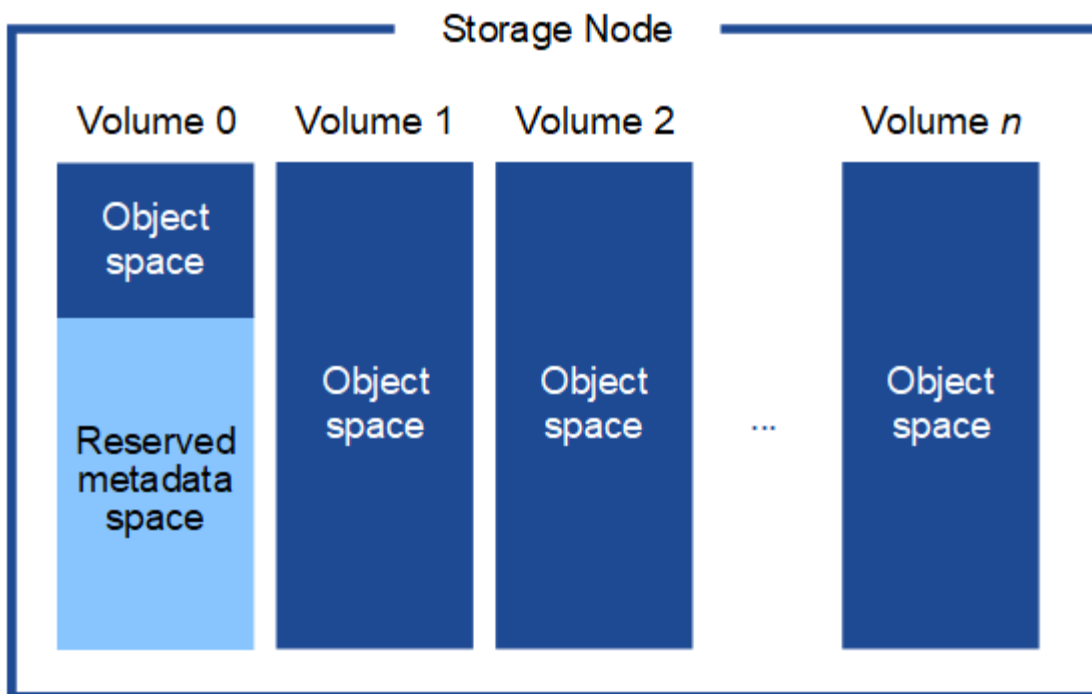 Storage Node
Volume 0
Volume 1
Volume 2
Volume n
Object
space
Reserved
metadata
space
Object
space
Object
space
...
Object
space